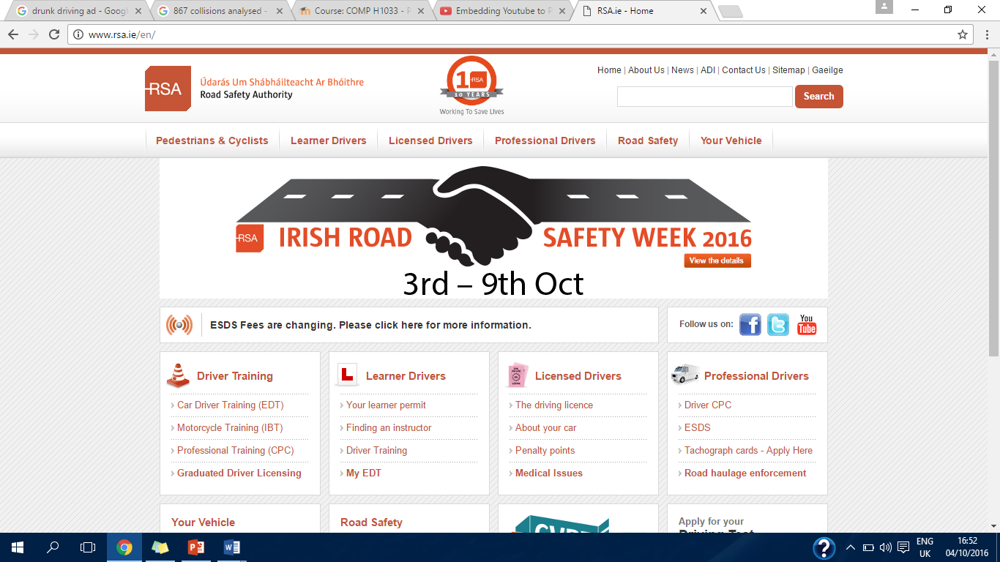 drunk driving ad - Googl
867 collisions analysed -
Course: COMP H1033 - P
Embedding Youtube to P
RSA.ie - Home
www.rsa.ie/en/
RSA
Údarás Um Shábháilteacht Ar Bhóithre
Road Safety Authority
10
RSA
10 YEARS
Working To Save Lives
Home | About Us | News | ADI | Contact Us | Sitemap | Gaeilge
Search
Pedestrians & Cyclists
Learner Drivers
Licensed Drivers
Professional Drivers
Road Safety
Your Vehicle
RSA
IRISH ROAD SAFETY WEEK 2016
View the details
3rd – 9th Oct
ESDS Fees are changing. Please click here for more information.
Follow us on:
You
Tube
Driver Training
Car Driver Training (EDT)
Motorcycle Training (IBT)
Professional Training (CPC)
Graduated Driver Licensing
L
Learner Drivers
Your learner permit
Finding an instructor
Driver Training
My EDT
Licensed Drivers
The driving licence
About your car
Penalty points
Medical Issues
Professional Drivers
Driver CPC
ESDS
Tachograph cards - Apply Here
Road haulage enforcement
Your Vehicle
Road Safety
CVRT
Apply for your
Driving Test
ENG
UK
16:52
04/10/2016